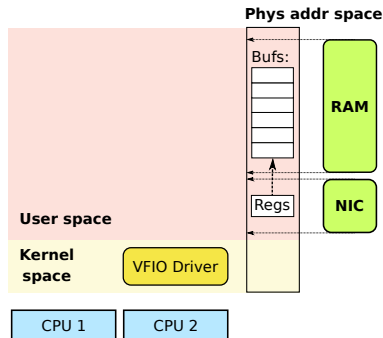 Phys addr space
Bufs:
RAM
Regs
NIC
User space
Kernel
space
VFIO Driver
CPU 1
CPU 2